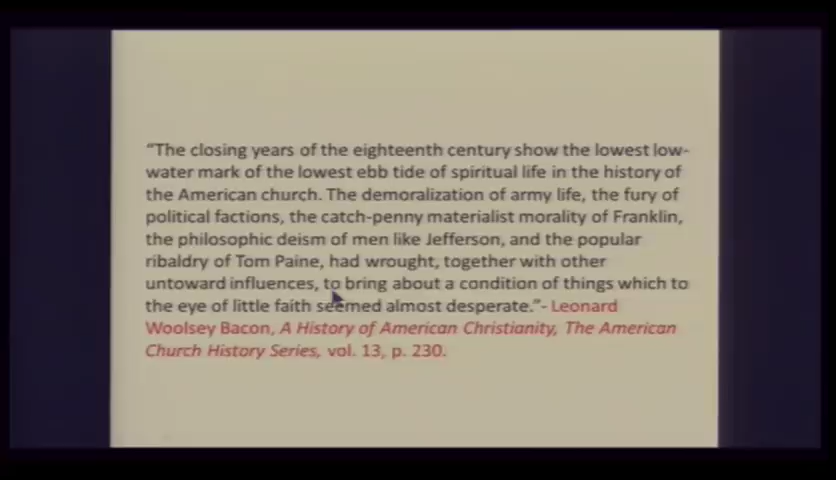 “The closing years of the eighteenth century show the lowest low-
water mark of the lowest ebb tide of spiritual life in the history of
the American church. The demoralization of army life, the fury of
political factions, the catch-penny materialist morality of Franklin,
the philosophic deism of men like Jefferson, and the popular
ribaldry of Tom Paine, had wrought, together with other
untoward influences, to bring about a condition of things which to
the eye of little faith seemed almost desperate.”- Leonard
Woolsey Bacon, A History of American Christianity, The American
Church History Series, vol. 13, p. 230.